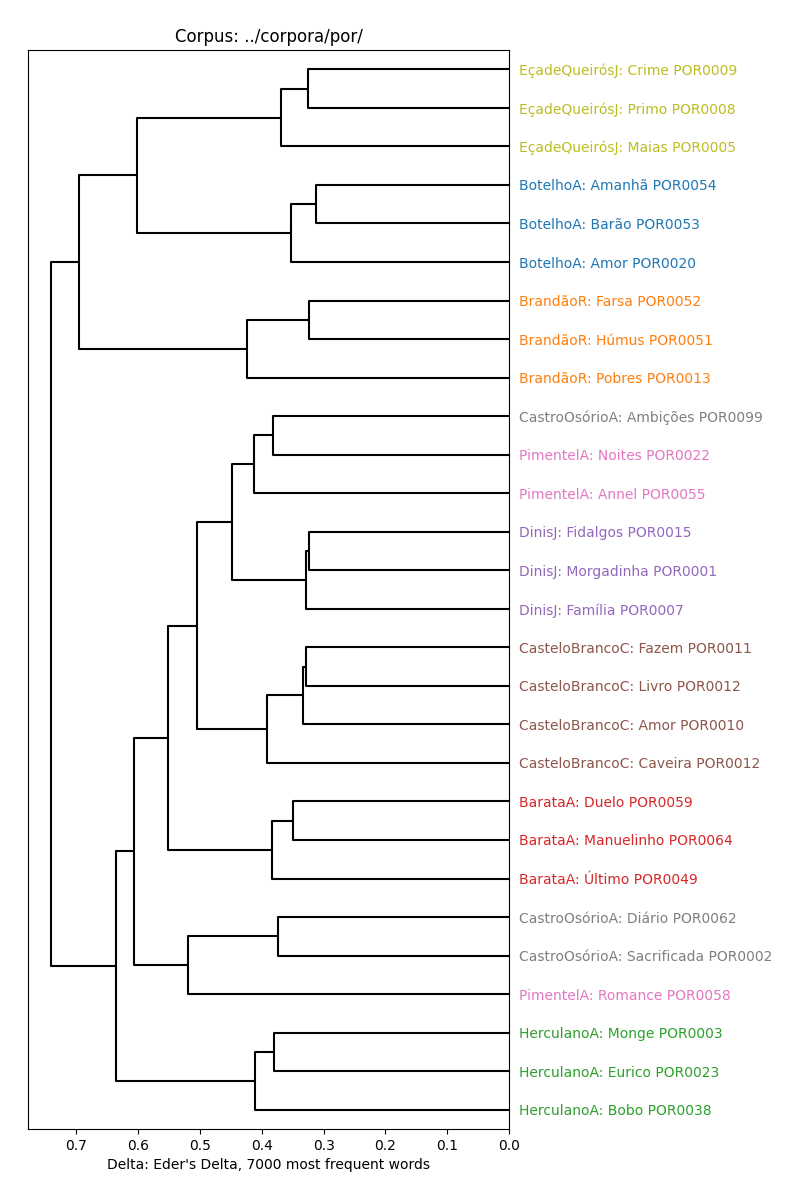 Corpus: ../corpora/por/
EçadeQueirósJ: Crime POR0009
EçadeQueirósJ: Primo POR0008
EçadeQueirósJ: Maias POR0005
BotelhoA: Amanhã POR0054
BotelhoA: Barão POR0053
BotelhoA: Amor POR0020
BrandãoR: Farsa POR0052
BrandãoR: Húmus POR0051
BrandãoR: Pobres POR0013
CastroOsórioA: Ambições POR0099
PimentelA: Noites POR0022
PimentelA: Annel POR0055
DinisJ: Fidalgos POR0015
DinisJ: Morgadinha POR0001
DinisJ: Família POR0007
CasteloBrancoC: Fazem POR0011
CasteloBrancoC: Livro POR0012
CasteloBrancoC: Amor POR0010
CasteloBrancoC: Caveira POR0012
BarataA: Duelo POR0059
BarataA: Manuelinho POR0064
BarataA: Último POR0049
CastroOsórioA: Diário POR0062
CastroOsórioA: Sacrificada POR0002
PimentelA: Romance POR0058
HerculanoA: Monge POR0003
HerculanoA: Eurico POR0023
HerculanoA: Bobo POR0038
0.7 0.6 0.5 0.4 0.3 0.2 0.1 0.0
Delta: Eder's Delta, 7000 most frequent words